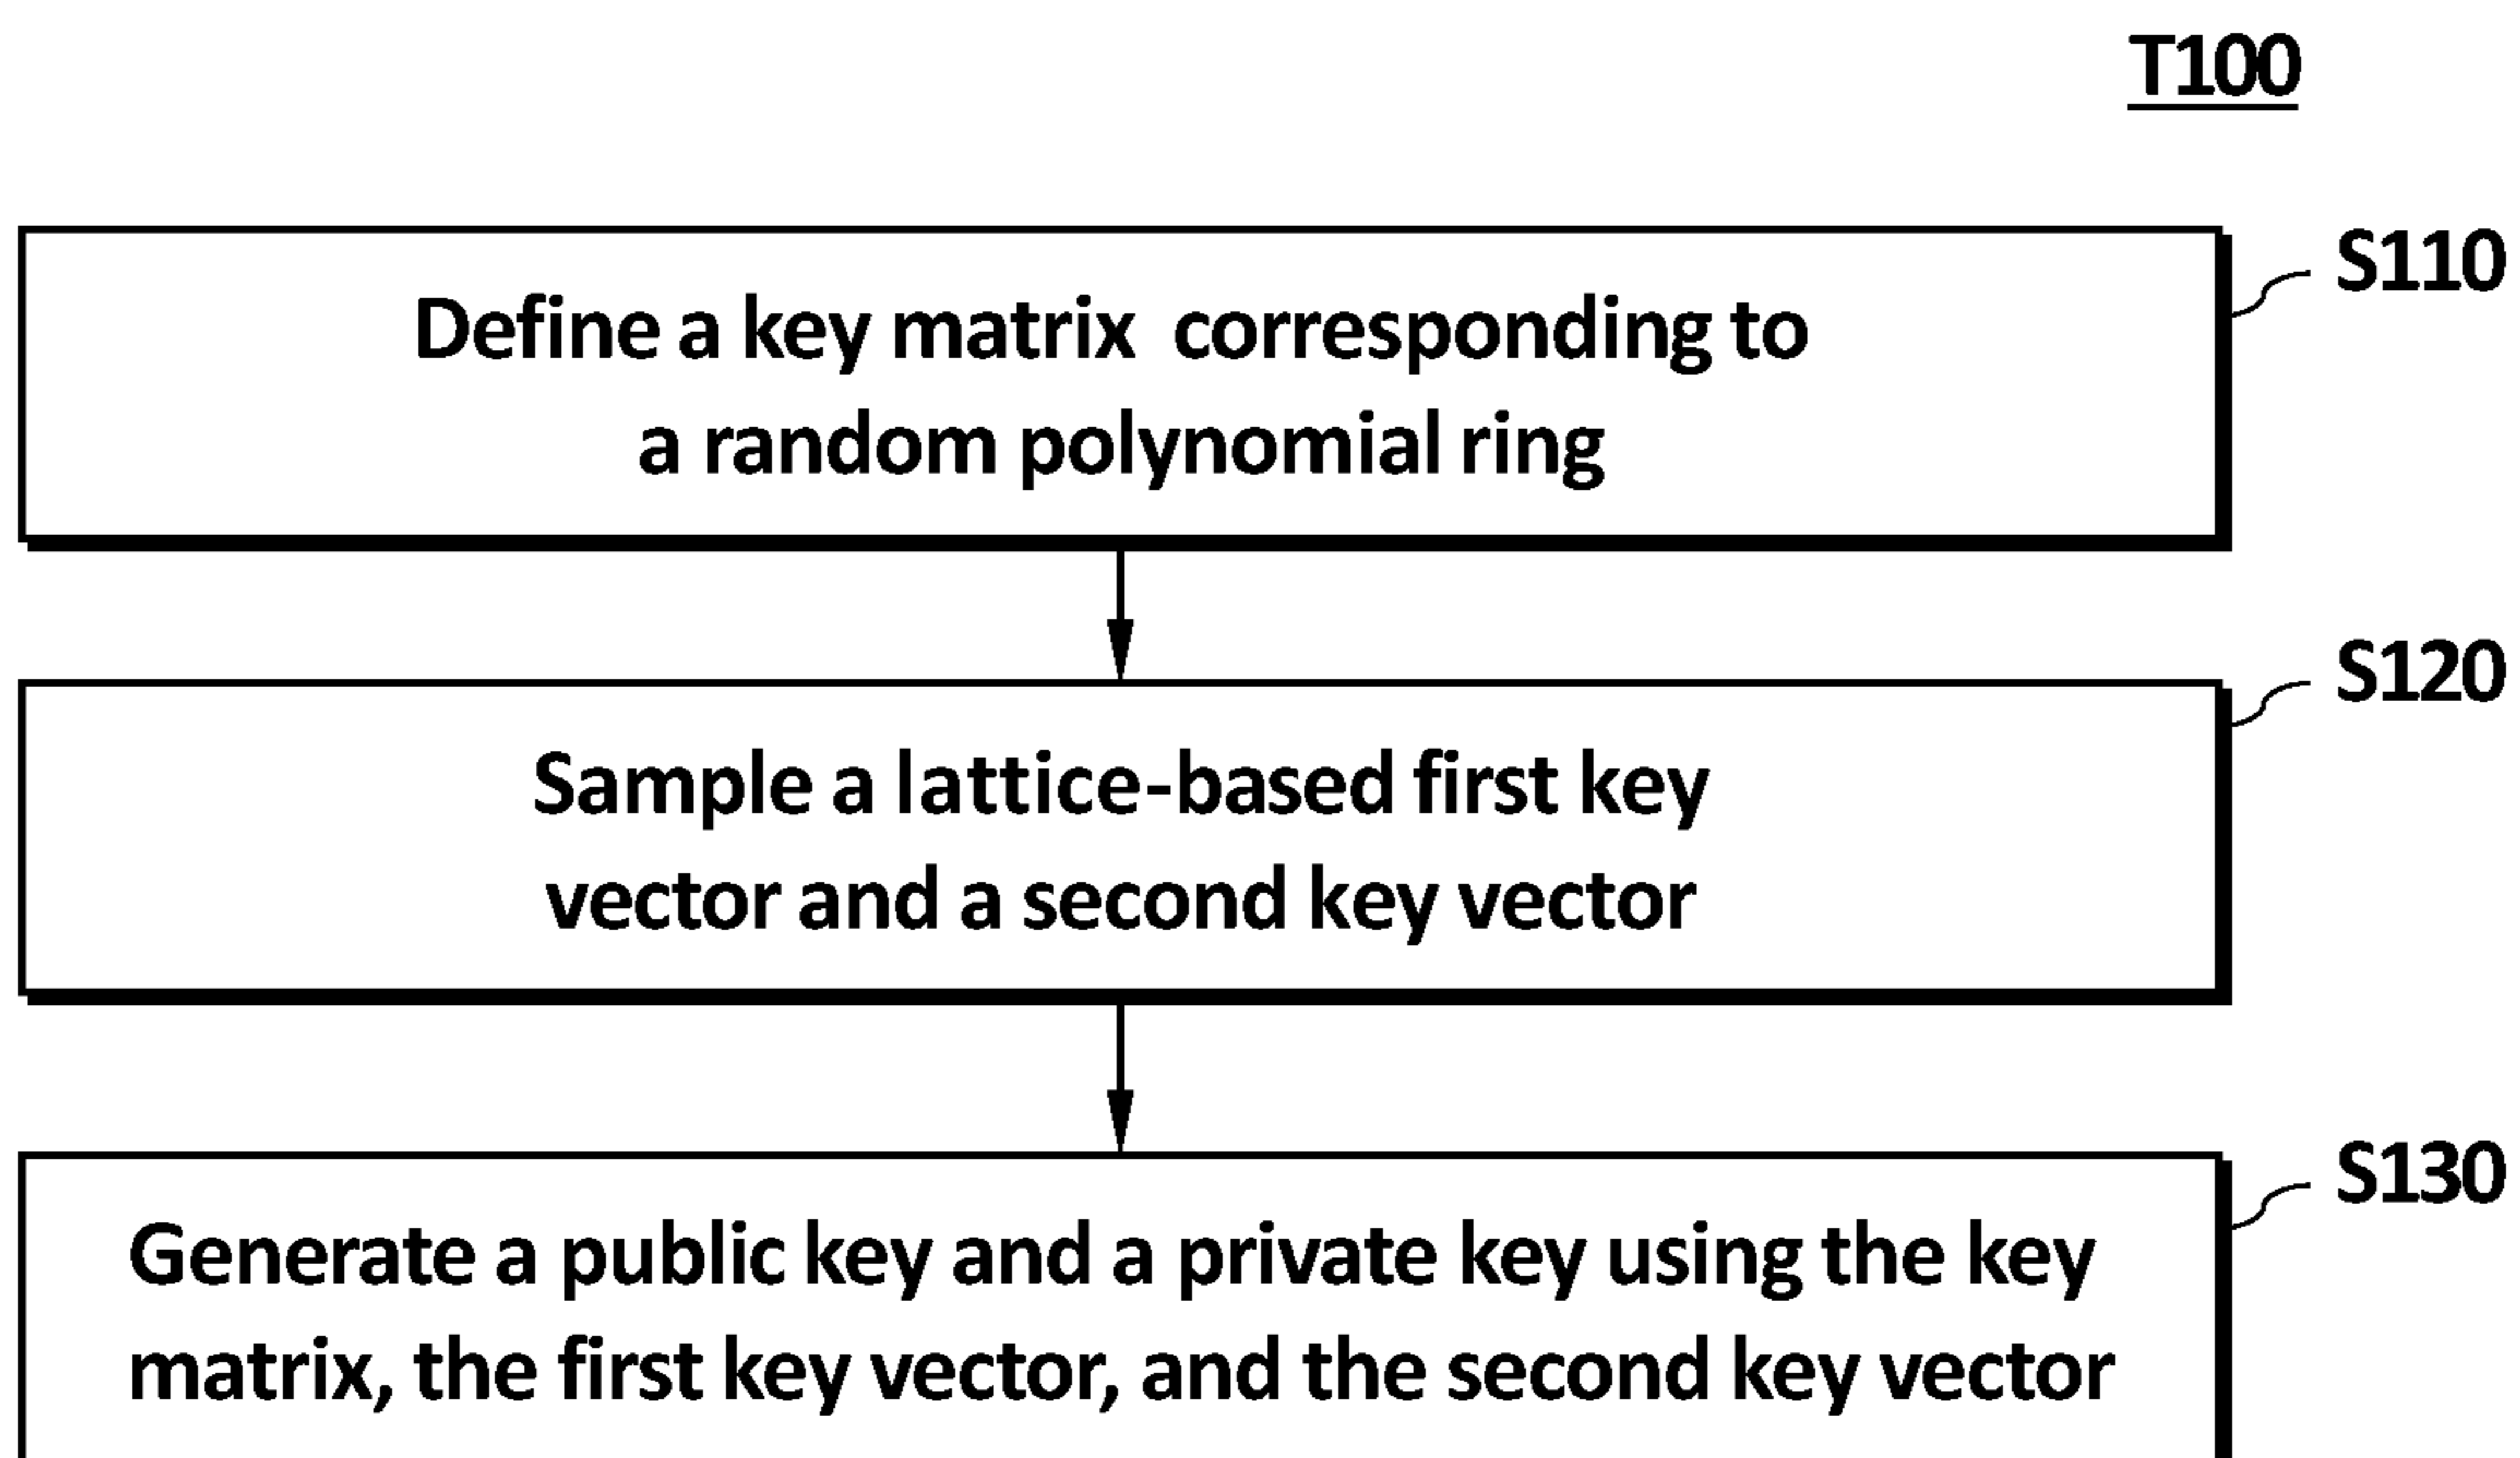 T100
S110
Define a key matrix corresponding to
a random polynomial ring
S120
Sample a lattice-based first key
vector and a second key vector
S130
Generate a public key and a private key using the key
matrix, the first key vector, and the second key vector